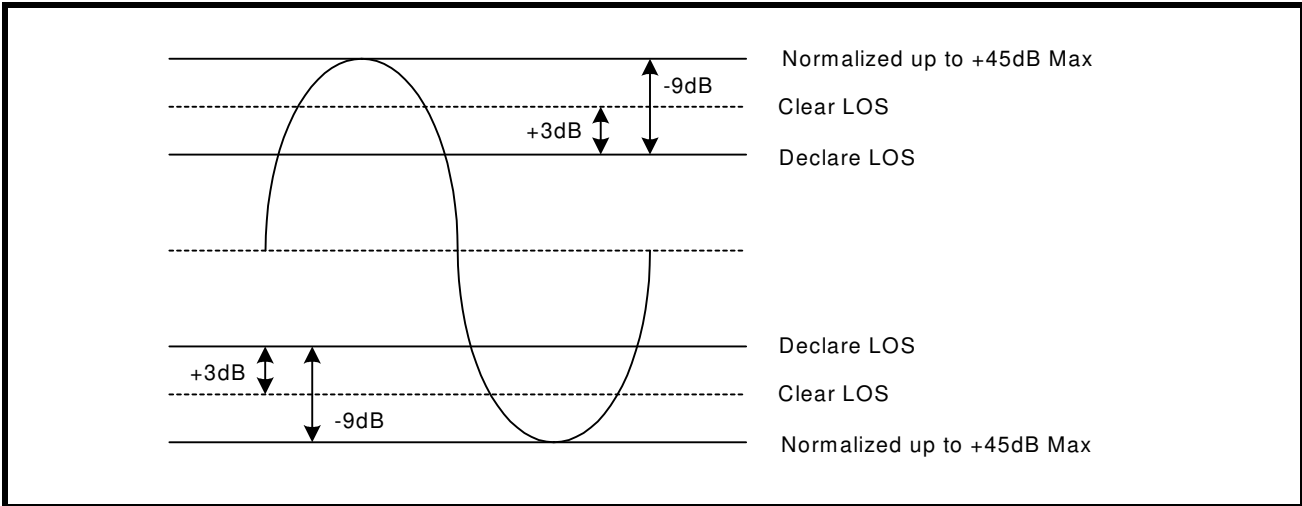 Normalized up to +45dB Max
-9dB
Clear LOS
+3dB
Declare LOS
Declare LOS
+3dB
Clear LOS
-9dB
Normalized up to +45dB Max